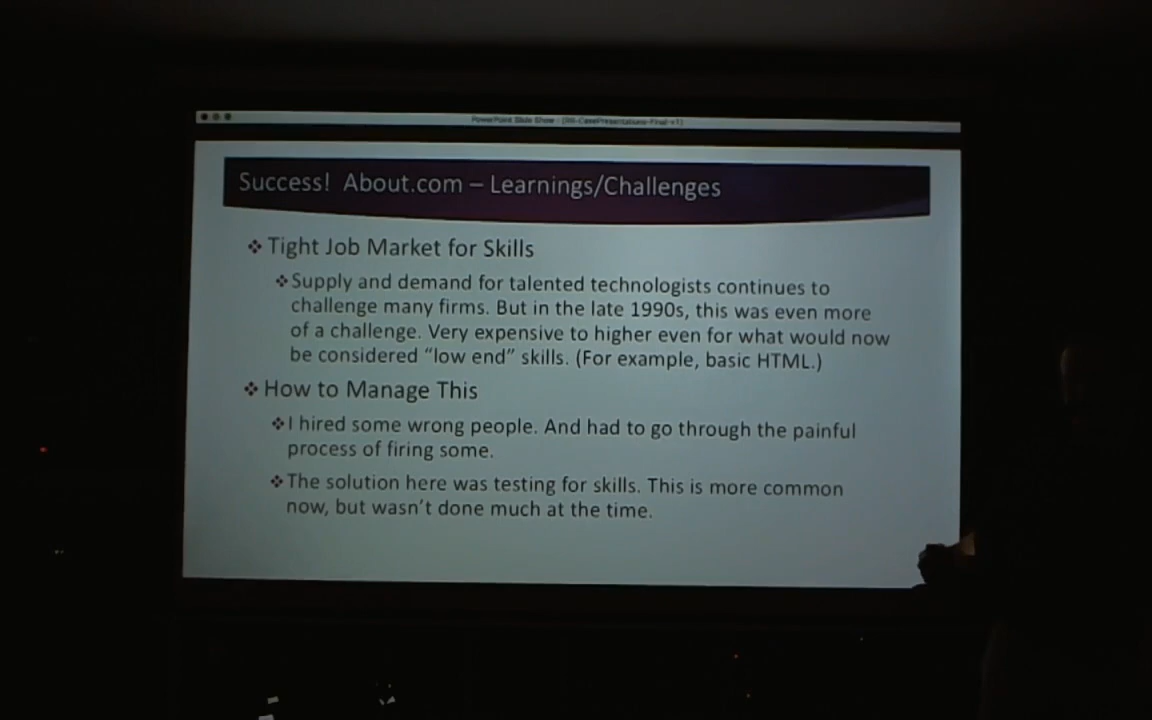 PowerPoint Slide Show - [
Success! About.com – Learnings/Challenges
❖ Tight Job Market for Skills
❖ Supply and demand for talented technologists continues to
challenge many firms. But in the late 1990s, this was even more
of a challenge. Very expensive to higher even for what would now
be considered “low end” skills. (For example, basic HTML.)
❖ How to Manage This
❖ I hired some wrong people. And had to go through the painful
process of firing some.
❖ The solution here was testing for skills. This is more common
now, but wasn’t done much at the time.